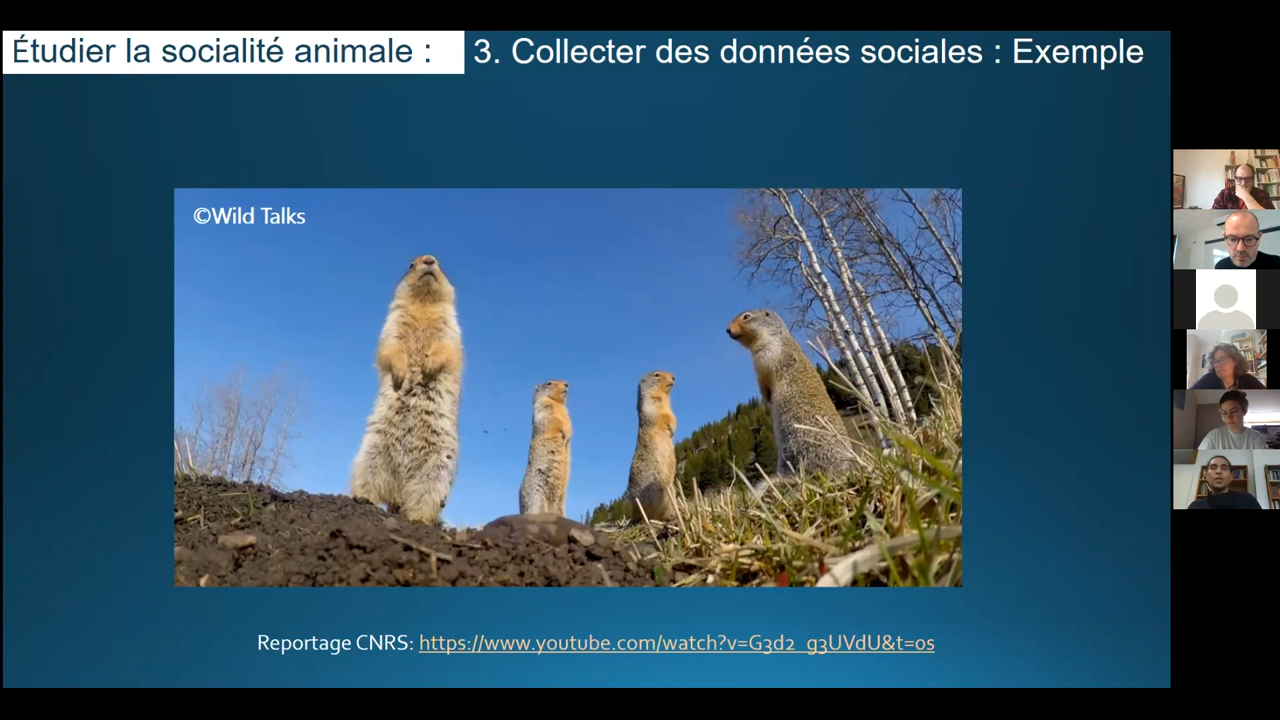 Étudier la socialité animale :
3. Collecter des données sociales : Exemple
©Wild Talks
Reportage CNRS: https://www.youtube.com/watch?v=G3d2_g3UVdU&t=0s